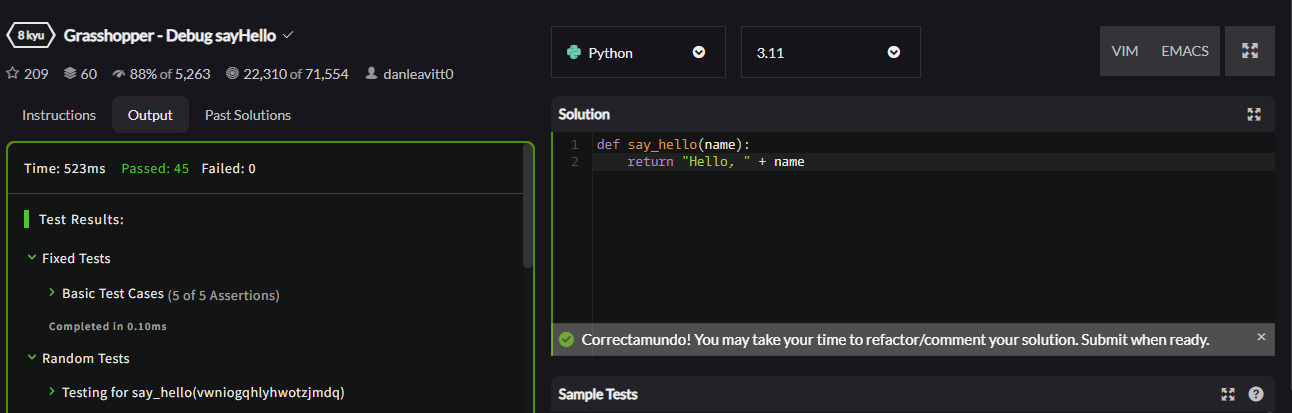 8 kyu Grasshopper - Debug sayHello
209 60 88% of 5,263 22,310 of 71,554 danleavitt0
Instructions Output Past Solutions
Time: 523ms Passed: 45 Failed: 0
Test Results:
Fixed Tests
Basic Test Cases (5 of 5 Assertions)
Completed in 0.10ms
Random Tests
Testing for say_hello(vwniogqhlyhwotzjmdq)
Python 3.11 VIM EMACS
Solution
1 def say_hello(name):
2 return "Hello, " + name
Correctamundo! You may take your time to refactor/comment your solution. Submit when ready.
Sample Tests